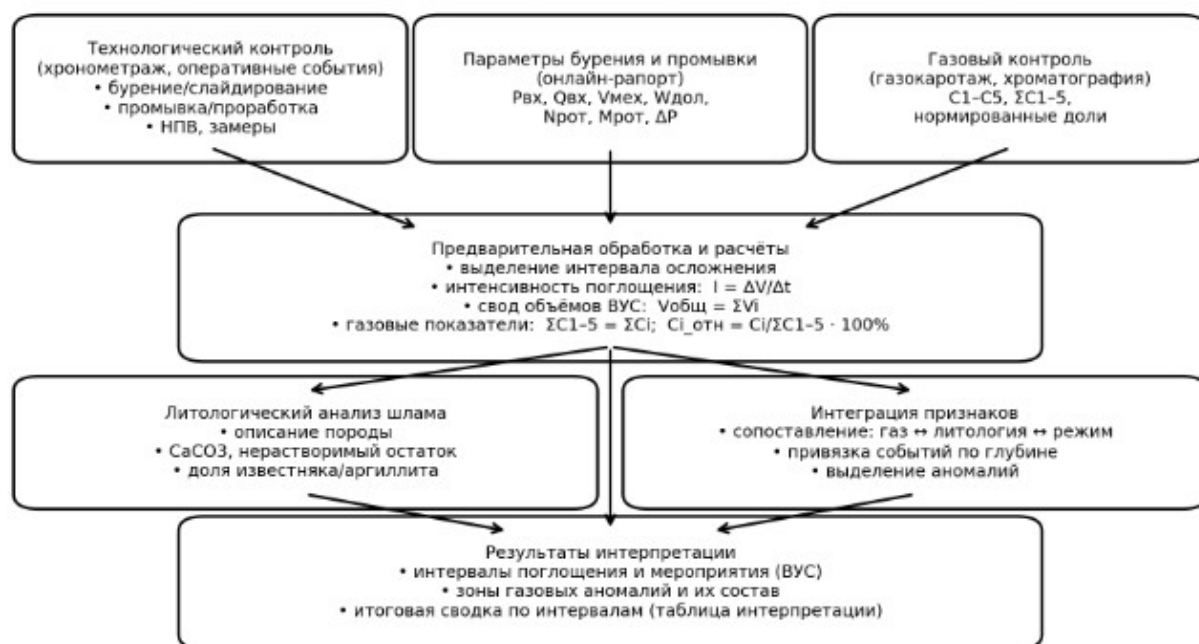 Технологический контроль
(хронометраж, оперативные события)
• бурение/слайдирование
• промывка/проработка
• НПВ, замеры
Параметры бурения и промывки
(онлайн-рапорт)
Pвх, Qвх, Vмех, Wдол,
Nрот, Mрот, ΔP
Газовый контроль
(газокаротаж, хроматография)
C1–C5, ΣC1–5,
нормированные доли
Предварительная обработка и расчёты
• выделение интервала осложнения
• интенсивность поглощения: I = ΔV/Δt
• свод объёмов ВУС: Vобщ = ΣVi
• газовые показатели: ΣC1–5 = ΣCi; Ci_отн = Ci/ΣC1–5 · 100%
Литологический анализ шлама
• описание породы
• CaCO3, нерастворимый остаток
• доля известняка/аргиллита
Интеграция признаков
• сопоставление: газ ↔ литология ↔ режим
• привязка событий по глубине
• выделение аномалий
Результаты интерпретации
• интервалы поглощения и мероприятия (ВУС)
• зоны газовых аномалий и их состав
• итоговая сводка по интервалам (таблица интерпретации)